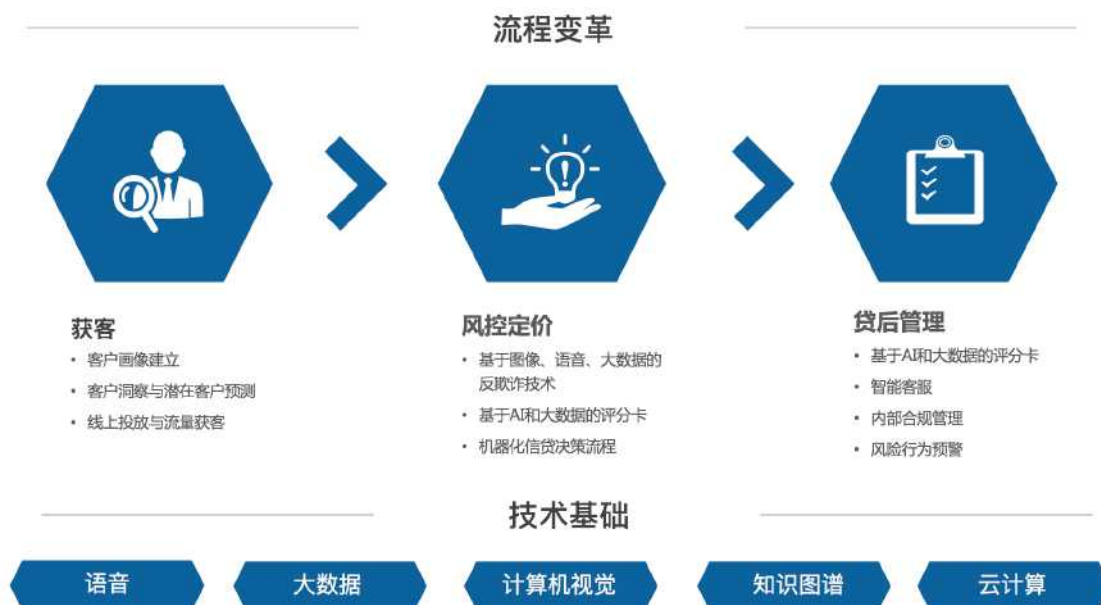 流程变革
获客
• 客户画像建立
• 客户洞察与潜在客户预测
• 线上投放与流量获客
风控定价
• 基于图像、语音、大数据的
反欺诈技术
• 基于AI和大数据的评分卡
• 机器化信贷决策流程
贷后管理
• 基于AI和大数据的评分卡
• 智能客服
• 内部合规管理
• 风险行为预警
技术基础
语音
大数据
计算机视觉
知识图谱
云计算